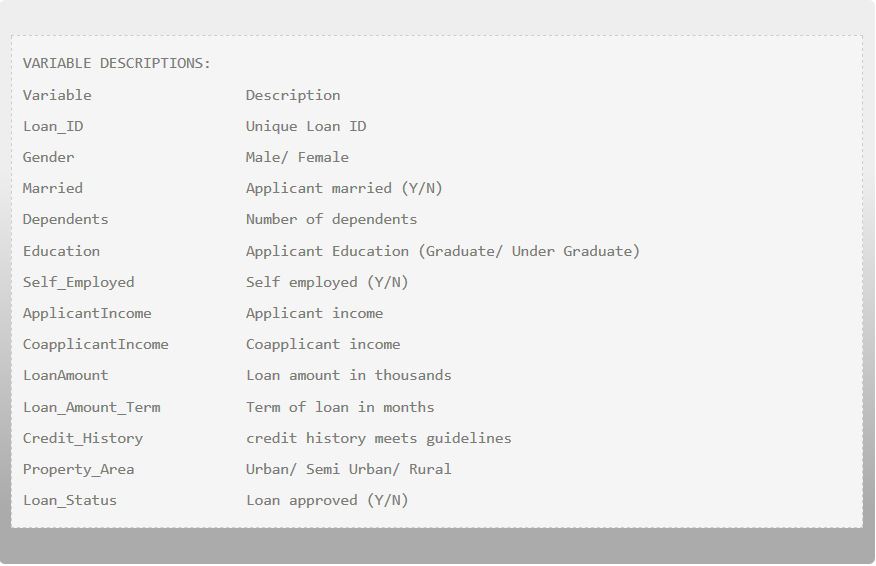 VARIABLE DESCRIPTIONS:
Variable Description
Loan_ID Unique Loan ID
Gender Male/ Female
Married Applicant married (Y/N)
Dependents Number of dependents
Education Applicant Education (Graduate/ Under Graduate)
Self_Employed Self employed (Y/N)
ApplicantIncome Applicant income
CoapplicantIncome Coapplicant income
LoanAmount Loan amount in thousands
Loan_Amount_Term Term of loan in months
Credit_History credit history meets guidelines
Property_Area Urban/ Semi Urban/ Rural
Loan_Status Loan approved (Y/N)